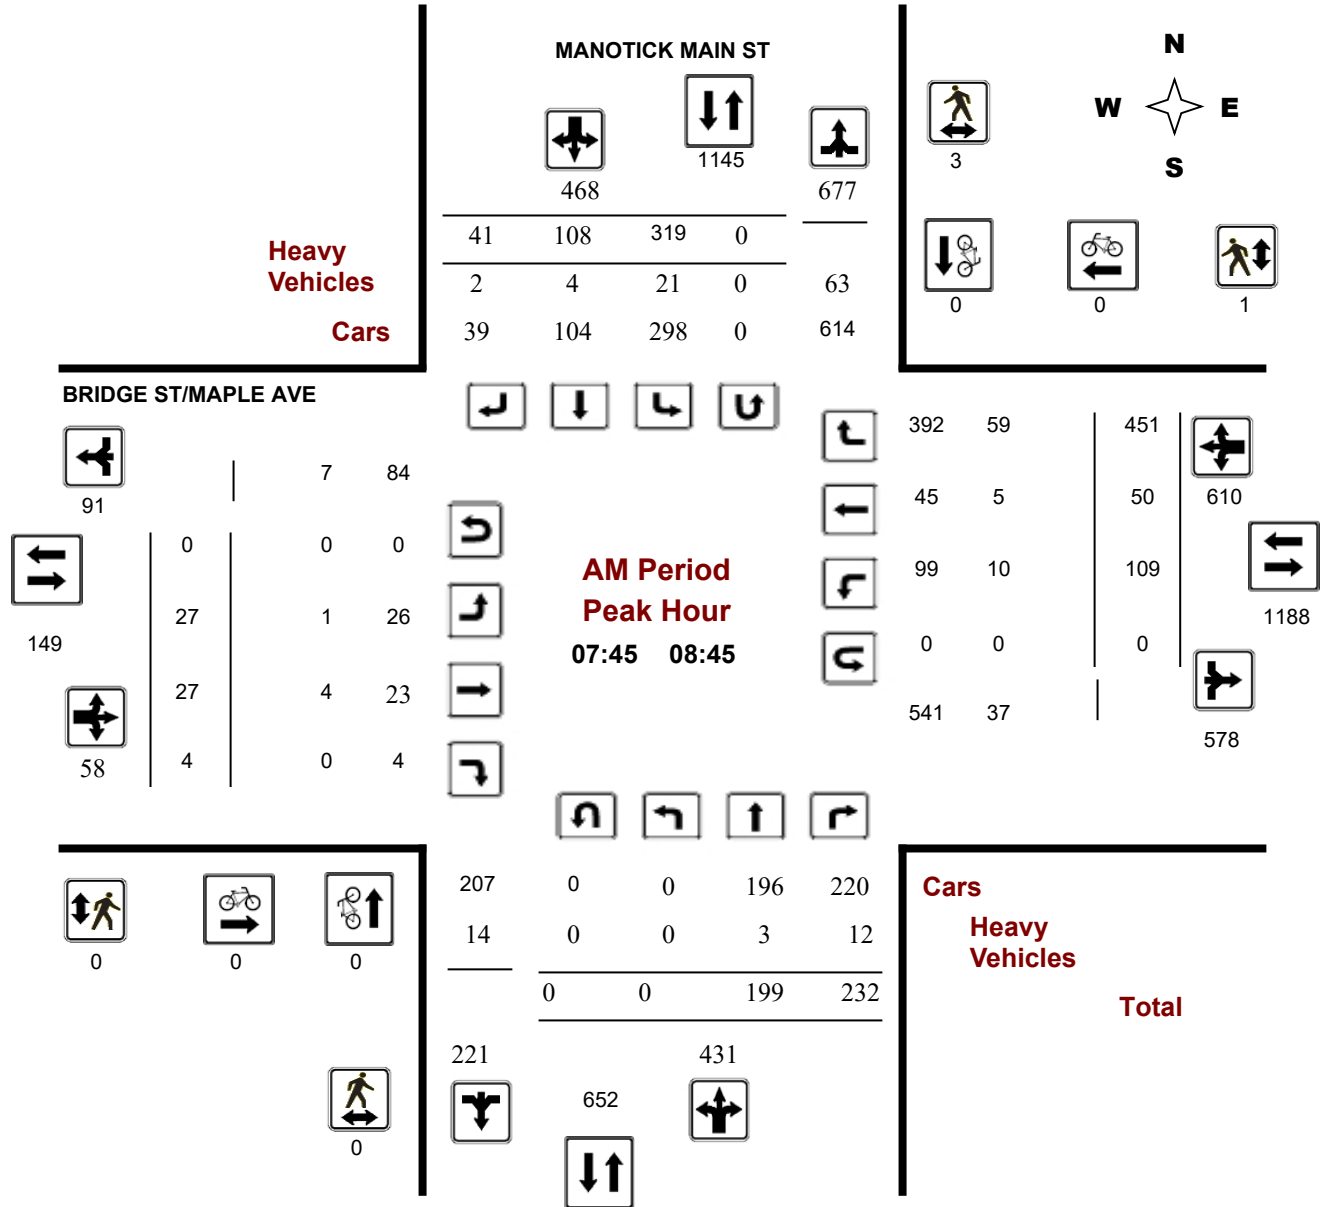 MANOTICK MAIN ST
N
W E
S
1145
3
468
677
41 108 319 0
Heavy
Vehicles
2 4 21 0 63
0 0 1
Cars
39 104 298 0 614
BRIDGE ST/MAPLE AVE
392 59 451
7 84
91
45 5 50 610
0 0 0
AM Period
99 10 109
Peak Hour
27 1 26
1188
149
07:45 08:45
0 0 0
27 4 23
541 37
578
58 4 0 4
207 0 0 196 220
Cars
14 0 0 3 12
Heavy
Vehicles
0 0 0
0 0 199 232
Total
221 431
652
0